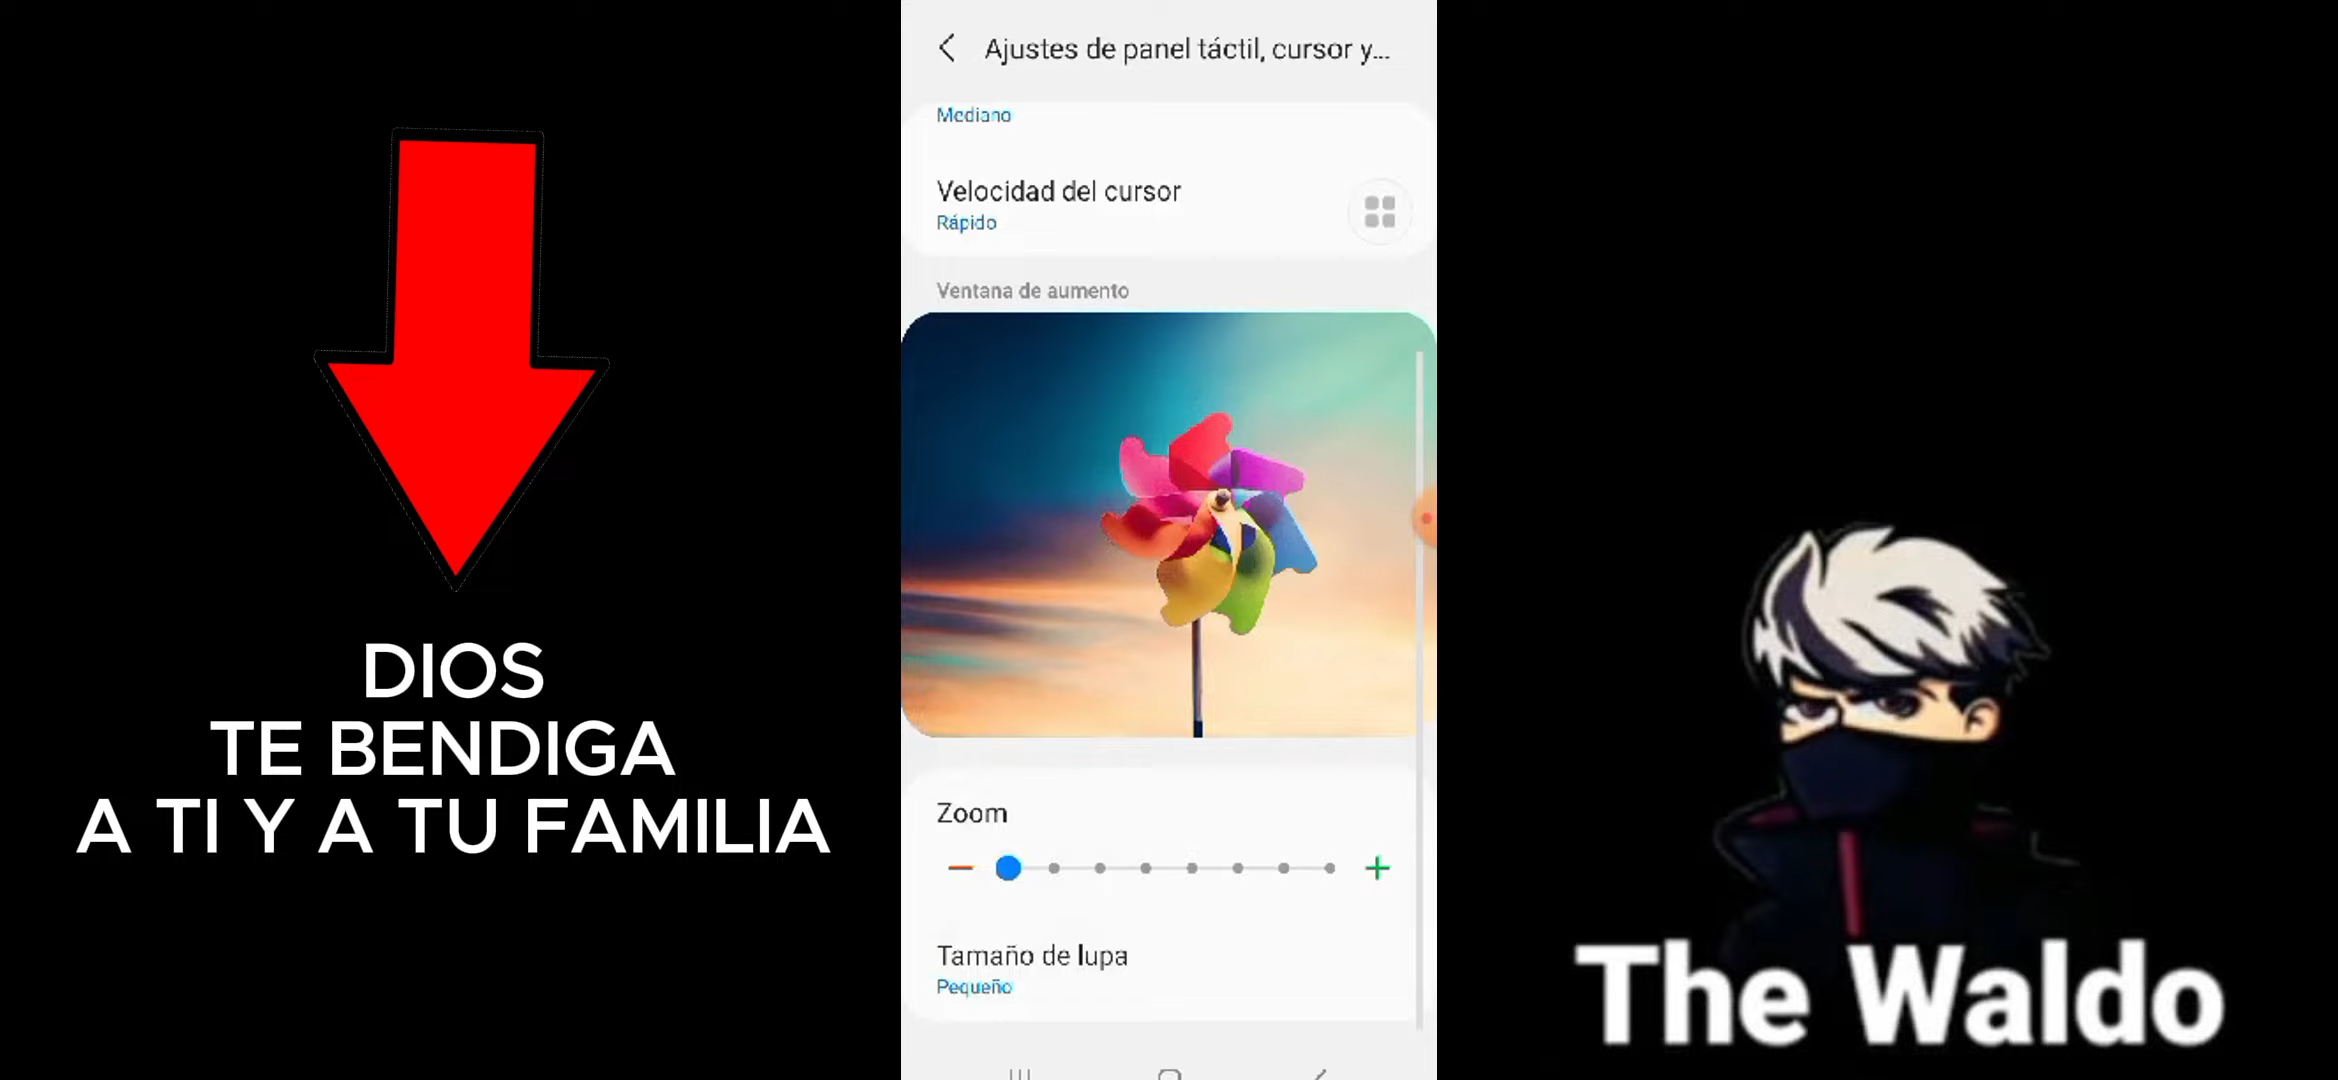 Ajustes de panel táctil, cursor y...
Mediano
Velocidad del cursor
Rápido
Ventana de aumento
Zoom
Tamaño de lupa
Pequeño
DIOS
TE BENDIGA
A TI Y A TU FAMILIA
The Waldo